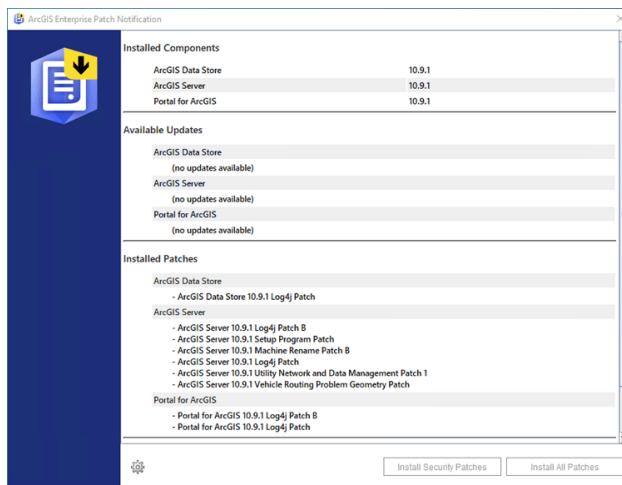 ArcGIS Enterprise Patch Notification
Installed Components
ArcGIS Data Store 10.9.1
ArcGIS Server 10.9.1
Portal for ArcGIS 10.9.1
Available Updates
ArcGIS Data Store
(no updates available)
ArcGIS Server
(no updates available)
Portal for ArcGIS
(no updates available)
Installed Patches
ArcGIS Data Store
- ArcGIS Data Store 10.9.1 Log4j Patch
ArcGIS Server
- ArcGIS Server 10.9.1 Log4j Patch B
- ArcGIS Server 10.9.1 Setup Program Patch
- ArcGIS Server 10.9.1 Machine Rename Patch B
- ArcGIS Server 10.9.1 Log4j Patch
- ArcGIS Server 10.9.1 Utility Network and Data Management Patch 1
- ArcGIS Server 10.9.1 Vehicle Routing Problem Geometry Patch
Portal for ArcGIS
- Portal for ArcGIS 10.9.1 Log4j Patch B
- Portal for ArcGIS 10.9.1 Log4j Patch
Install Security Patches Install All Patches